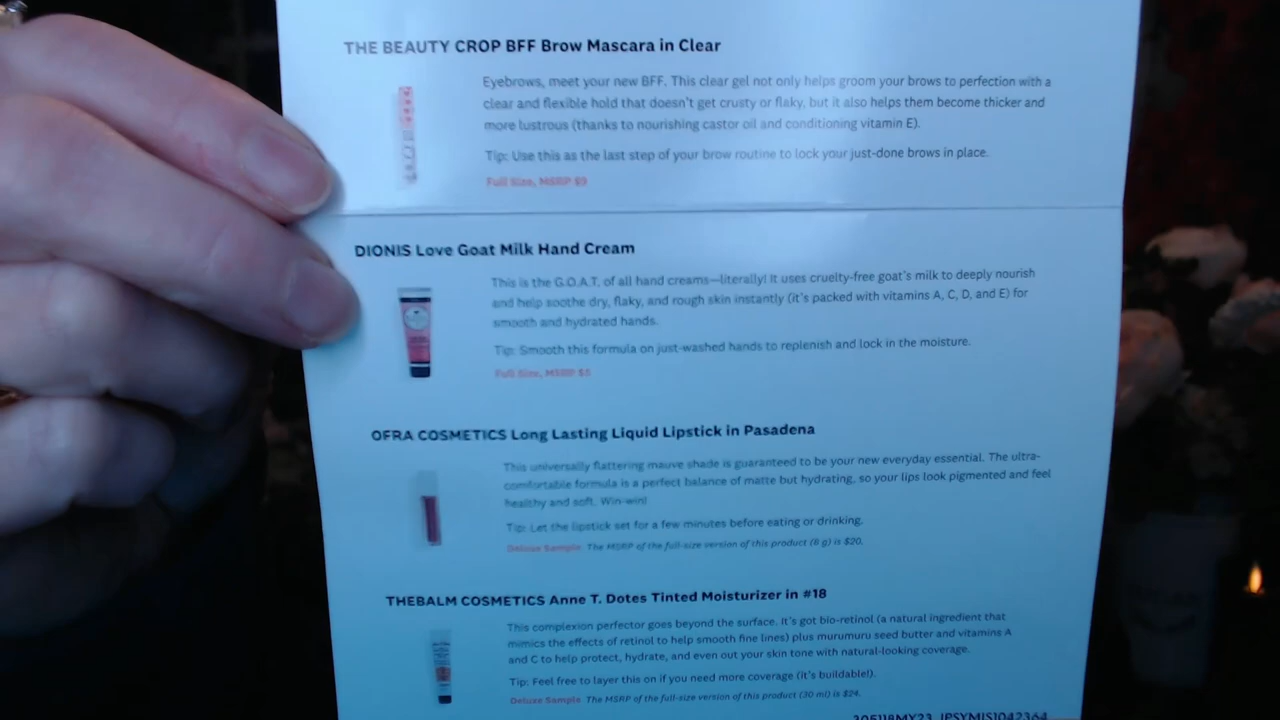 THE BEAUTY CROP BFF Brow Mascara in Clear
Eyebrows, meet your new BFF. This clear gel not only helps groom your brows to perfection with a
clear and flexible hold that doesn't get crusty or flaky, but it also helps them become thicker and
more lustrous (thanks to nourishing castor oil and conditioning vitamin E).
Tip: Use this as the last step of your brow routine to lock your just-done brows in place.
Full Size, MSRP $9
DIONIS Love Goat Milk Hand Cream
This is the G.O.A.T. of all hand creams—literally! It uses cruelty-free goat's milk to deeply nourish
and help soothe dry, flaky, and rough skin instantly (it's packed with vitamins A, C, D, and E) for
smooth and hydrated hands.
Tip: Smooth this formula on just-washed hands to replenish and lock in the moisture.
Full Size, MSRP $5
OFRA COSMETICS Long Lasting Liquid Lipstick in Pasadena
This universally flattering mauve shade is guaranteed to be your new everyday essential. The ultra-
comfortable formula is a perfect balance of matte but hydrating, so your lips look pigmented and feel
healthy and soft. Win-win!
Tip: Let the lipstick set for a few minutes before eating or drinking.
Deluxe Sample The MSRP of the full-size version of this product (6 g) is $20.
THEBALM COSMETICS Anne T. Dotes Tinted Moisturizer in #18
This complexion perfector goes beyond the surface. It's got bio-retinol (a natural ingredient that
mimics the effects of retinol to help smooth fine lines) plus murumuru seed butter and vitamins A
and C to help protect, hydrate, and even out your skin tone with natural-looking coverage.
Tip: Feel free to layer this on if you need more coverage (it's buildable!).
Deluxe Sample The MSRP of the full-size version of this product (30 ml) is $24.